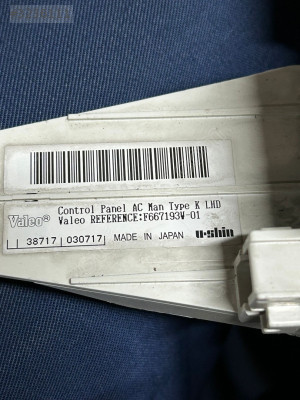 Valeo®
Control Panel AC Man Type K LHD
Valeo REFERENCE:F667193W-01
38717 030717 MADE IN JAPAN u-shin